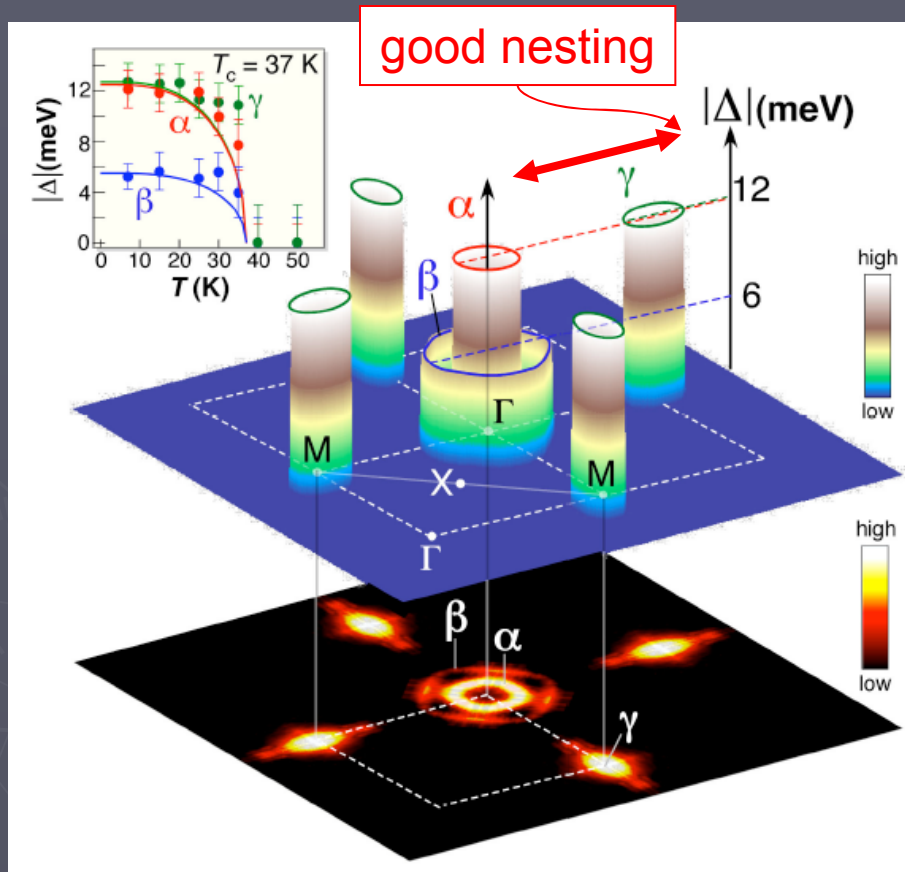 good nesting
T_c = 37 K
|Δ| (meV)
12
8
4
0
0 10 20 30 40 50
T (K)
γ
α
β
|Δ|(meV)
12
6
α
γ
β
Γ
M
X
M
Γ
high
low
high
low
β
α
γ